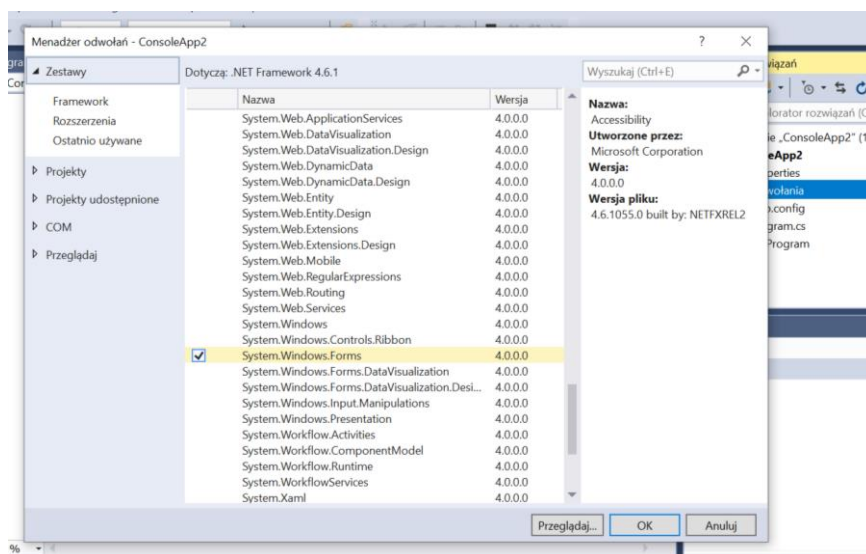 Menadżer odwołań - ConsoleApp2
? ×
Zestawy
Framework
Rozszerzenia
Ostatnio używane
Projekty
Projekty udostępnione
COM
Przeglądaj
Dotyczą: .NET Framework 4.6.1
Wyszukaj (Ctrl+E)
Nazwa Wersja
System.Web.ApplicationServices 4.0.0.0
System.Web.DataVisualization 4.0.0.0
System.Web.DataVisualization.Design 4.0.0.0
System.Web.DynamicData 4.0.0.0
System.Web.DynamicData.Design 4.0.0.0
System.Web.Entity 4.0.0.0
System.Web.Entity.Design 4.0.0.0
System.Web.Extensions 4.0.0.0
System.Web.Extensions.Design 4.0.0.0
System.Web.Mobile 4.0.0.0
System.Web.RegularExpressions 4.0.0.0
System.Web.Routing 4.0.0.0
System.Web.Services 4.0.0.0
System.Windows 4.0.0.0
System.Windows.Controls.Ribbon 4.0.0.0
System.Windows.Forms 4.0.0.0
System.Windows.Forms.DataVisualization 4.0.0.0
System.Windows.Forms.DataVisualization.Desi... 4.0.0.0
System.Windows.Input.Manipulations 4.0.0.0
System.Windows.Presentation 4.0.0.0
System.Workflow.Activities 4.0.0.0
System.Workflow.ComponentModel 4.0.0.0
System.Workflow.Runtime 4.0.0.0
System.WorkflowServices 4.0.0.0
System.Xaml 4.0.0.0
Nazwa:
Accessibility
Utworzone przez:
Microsoft Corporation
Wersja:
4.0.0.0
Wersja pliku:
4.6.1055.0 built by: NETFXREL2
Przeglądaj... OK Anuluj
viązań
lorator rozwiązań (C
ie „ConsoleApp2” (1
eApp2
perties
wołania
.config
gram.cs
Program
%